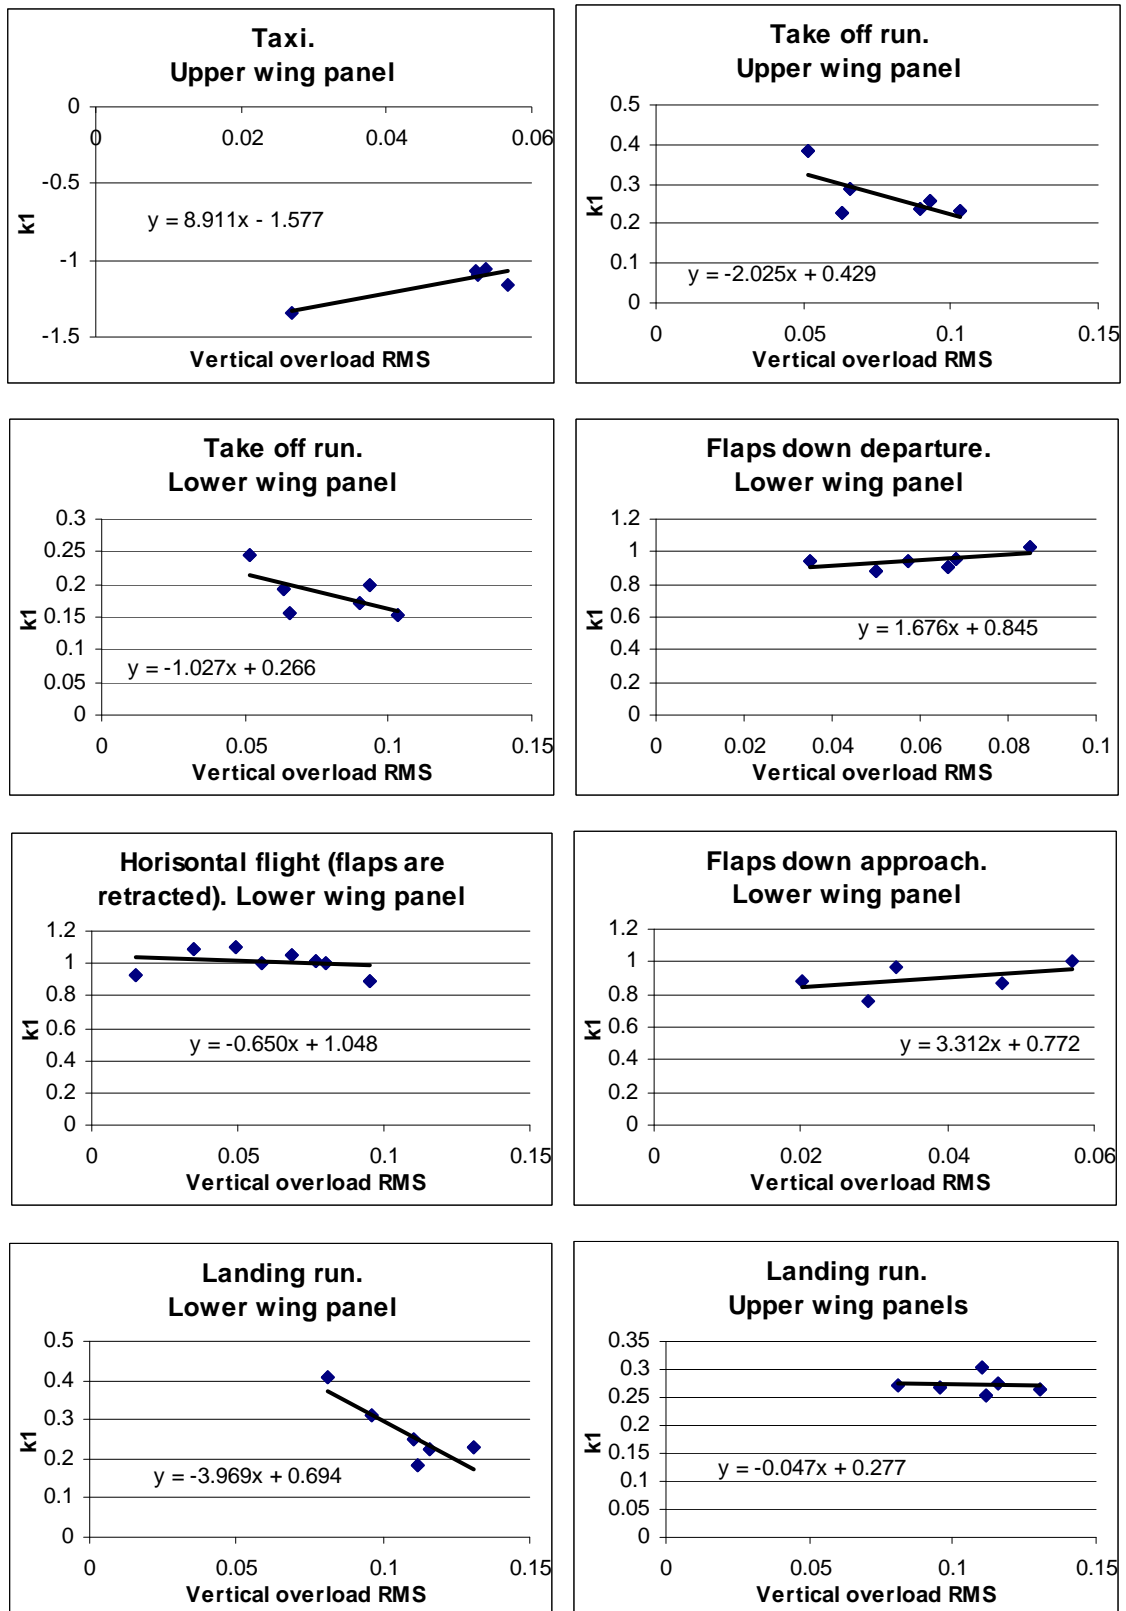 Taxi.
Upper wing panel
0
-0.5
-1
-1.5
0
0.02
0.04
0.06
k1
y = 8.911x - 1.577
Vertical overload RMS
Take off run.
Upper wing panel
0.5
0.4
0.3
0.2
0.1
0
k1
y = -2.025x + 0.429
0
0.05
0.1
0.15
Vertical overload RMS
Take off run.
Lower wing panel
0.3
0.25
0.2
0.15
0.1
0.05
0
k1
y = -1.027x + 0.266
0
0.05
0.1
0.15
Vertical overload RMS
Flaps down departure.
Lower wing panel
1.2
1
0.8
0.6
0.4
0.2
0
k1
y = 1.676x + 0.845
0
0.02
0.04
0.06
0.08
0.1
Vertical overload RMS
Horisontal flight (flaps are
retracted). Lower wing panel
1.2
1
0.8
0.6
0.4
0.2
0
k1
y = -0.650x + 1.048
0
0.05
0.1
0.15
Vertical overload RMS
Flaps down approach.
Lower wing panel
1.2
1
0.8
0.6
0.4
0.2
0
k1
y = 3.312x + 0.772
0
0.02
0.04
0.06
Vertical overload RMS
Landing run.
Lower wing panel
0.5
0.4
0.3
0.2
0.1
0
k1
y = -3.969x + 0.694
0
0.05
0.1
0.15
Vertical overload RMS
Landing run.
Upper wing panels
0.35
0.3
0.25
0.2
0.15
0.1
0.05
0
k1
y = -0.047x + 0.277
0
0.05
0.1
0.15
Vertical overload RMS